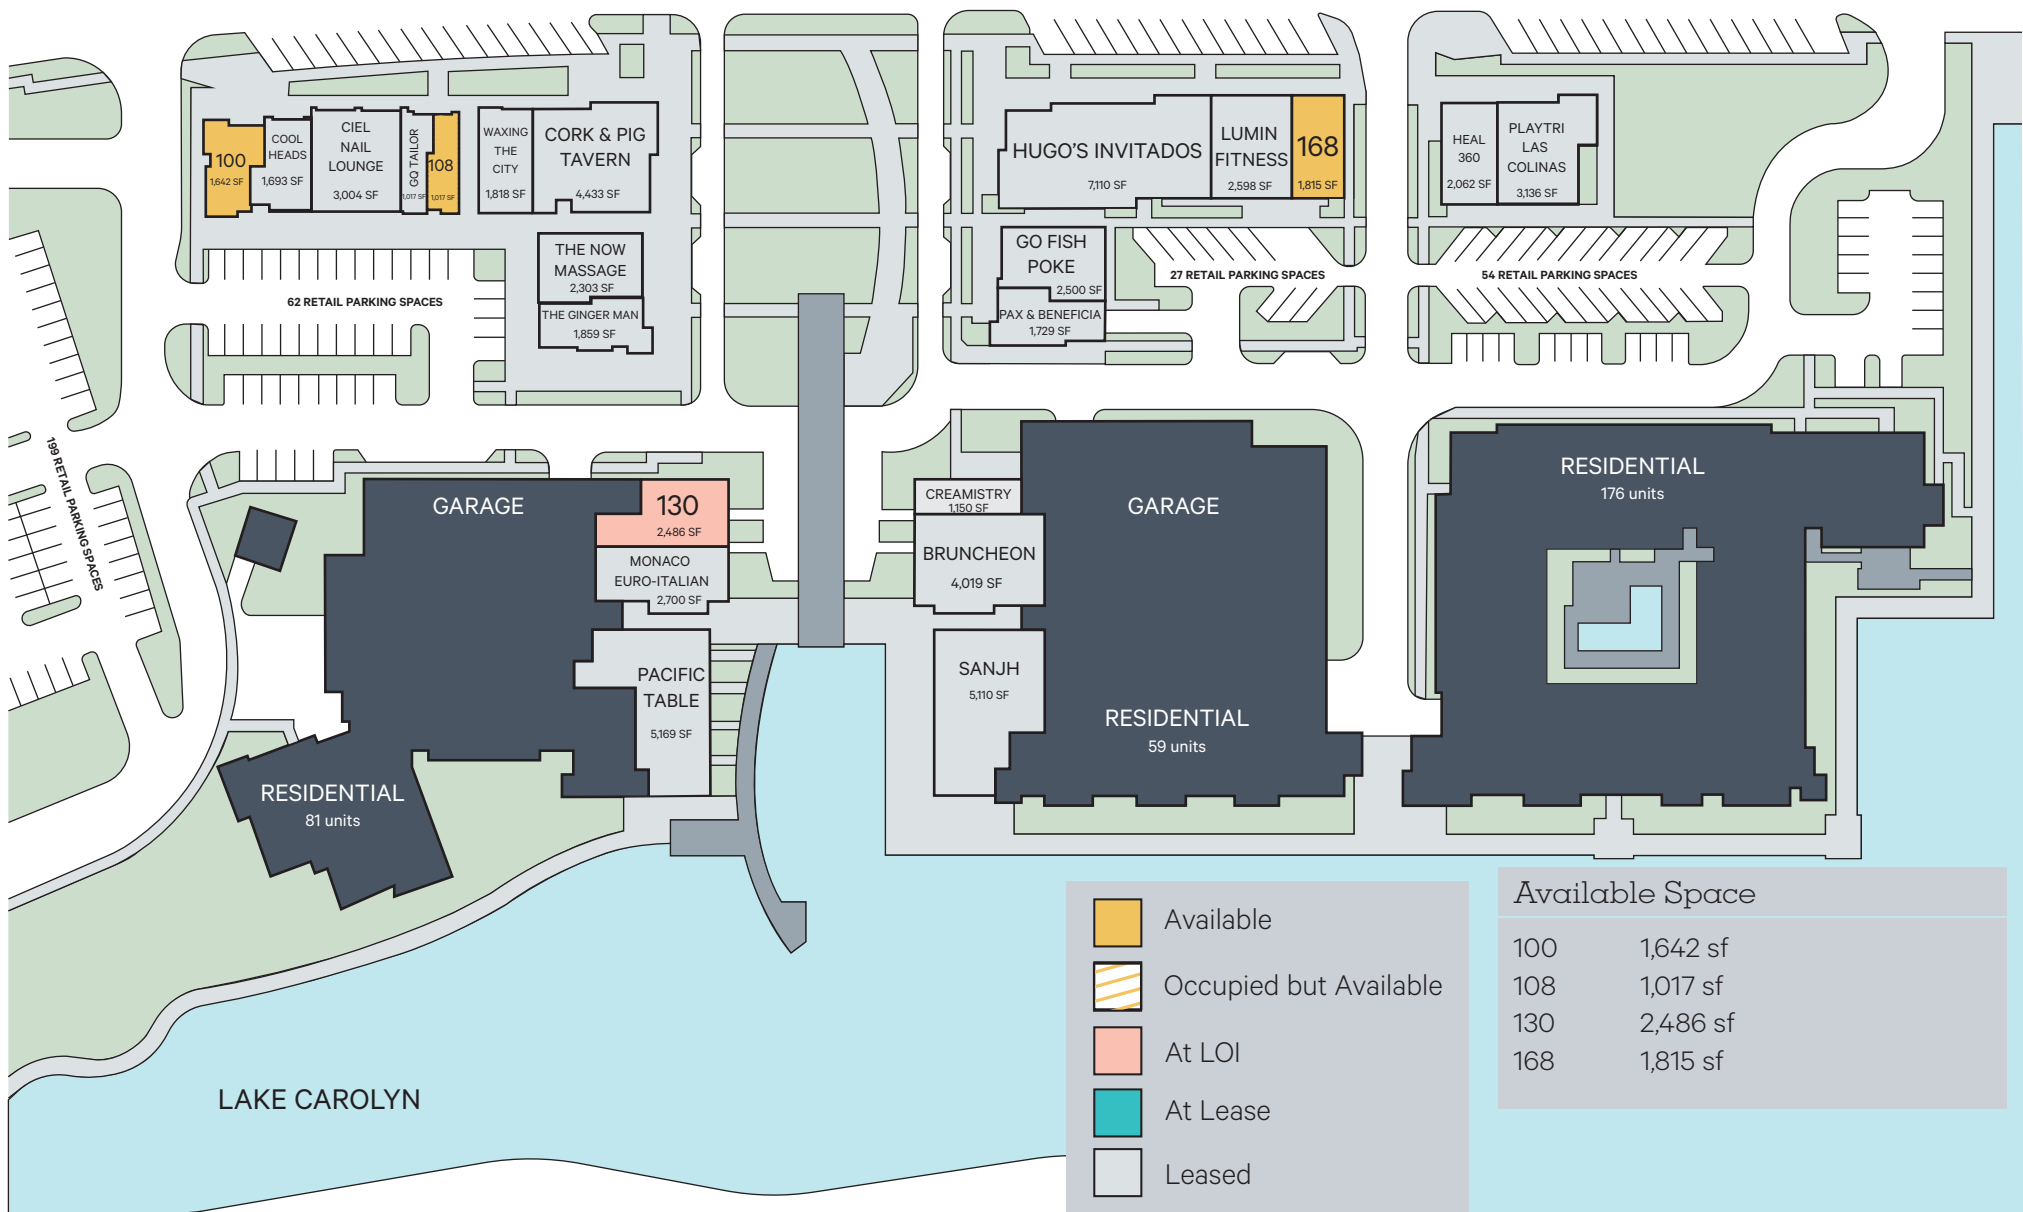 100
1,642 SF
COOL
HEADS
1,693 SF
CIEL
NAIL
LOUNGE
3,004 SF
GQ TAILOR
1,017 SF
108
1,017 SF
WAXING
THE
CITY
1,818 SF
CORK & PIG
TAVERN
4,433 SF
HUGO'S INVITADOS
7,110 SF
LUMIN
FITNESS
2,598 SF
168
1,815 SF
HEAL
360
2,062 SF
PLAYTRI
LAS
COLINAS
3,136 SF
THE NOW
MASSAGE
2,303 SF
THE GINGER MAN
1,859 SF
GO FISH
POKE
2,500 SF
PAX & BENEFICIA
1,729 SF
62 RETAIL PARKING SPACES
27 RETAIL PARKING SPACES
54 RETAIL PARKING SPACES
199 RETAIL PARKING SPACES
GARAGE
130
2,486 SF
MONACO
EURO-ITALIAN
2,700 SF
PACIFIC
TABLE
5,169 SF
RESIDENTIAL
81 units
CREAMISTRY
1,150 SF
BRUNCHEON
4,019 SF
SANJH
5,110 SF
GARAGE
RESIDENTIAL
59 units
RESIDENTIAL
176 units
LAKE CAROLYN
Available
Occupied but Available
At LOI
At Lease
Leased
Available Space
100 1,642 sf
108 1,017 sf
130 2,486 sf
168 1,815 sf